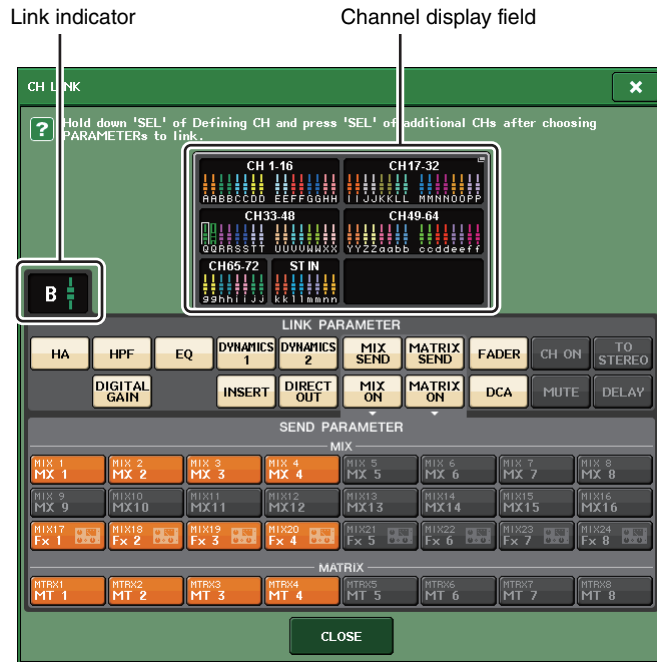 Link indicator
Channel display field
CH LINK
Hold down 'SEL' of Defining CH and press 'SEL' of additional CHs after choosing
PARAMETERs to link.
CH 1-16
CH17-32
AABBCCDD EEFFGGHH
IIJJKKLL MMNNOOPP
CH33-48
CH49-64
QQRRSSTT UUVVWWXX
YYZZaabb ccddeeff
CH65-72
ST IN
gghhiijj
kkllmmnn
B
LINK PARAMETER
HA
HPF
EQ
DYNAMICS 1
DYNAMICS 2
MIX SEND
MATRIX SEND
FADER
CH ON
TO STEREO
DIGITAL GAIN
INSERT
DIRECT OUT
MIX ON
MATRIX ON
DCA
MUTE
DELAY
SEND PARAMETER
MIX
MIX 1 MIX 2 MIX 3 MIX 4 MIX 5 MIX 6 MIX 7 MIX 8
MX 1 MX 2 MX 3 MX 4 MX 5 MX 6 MX 7 MX 8
MIX 9 MIX10 MIX11 MIX12 MIX13 MIX14 MIX15 MIX16
MX 9 MX10 MX11 MX12 MX13 MX14 MX15 MX16
MIX17 MIX18 MIX19 MIX20 MIX21 MIX22 MIX23 MIX24
Fx 1 Fx 2 Fx 3 Fx 4 Fx 5 Fx 6 Fx 7 Fx 8
MATRIX
MTRX1 MTRX2 MTRX3 MTRX4 MTRX5 MTRX6 MTRX7 MTRX8
MT 1 MT 2 MT 3 MT 4 MT 5 MT 6 MT 7 MT 8
CLOSE